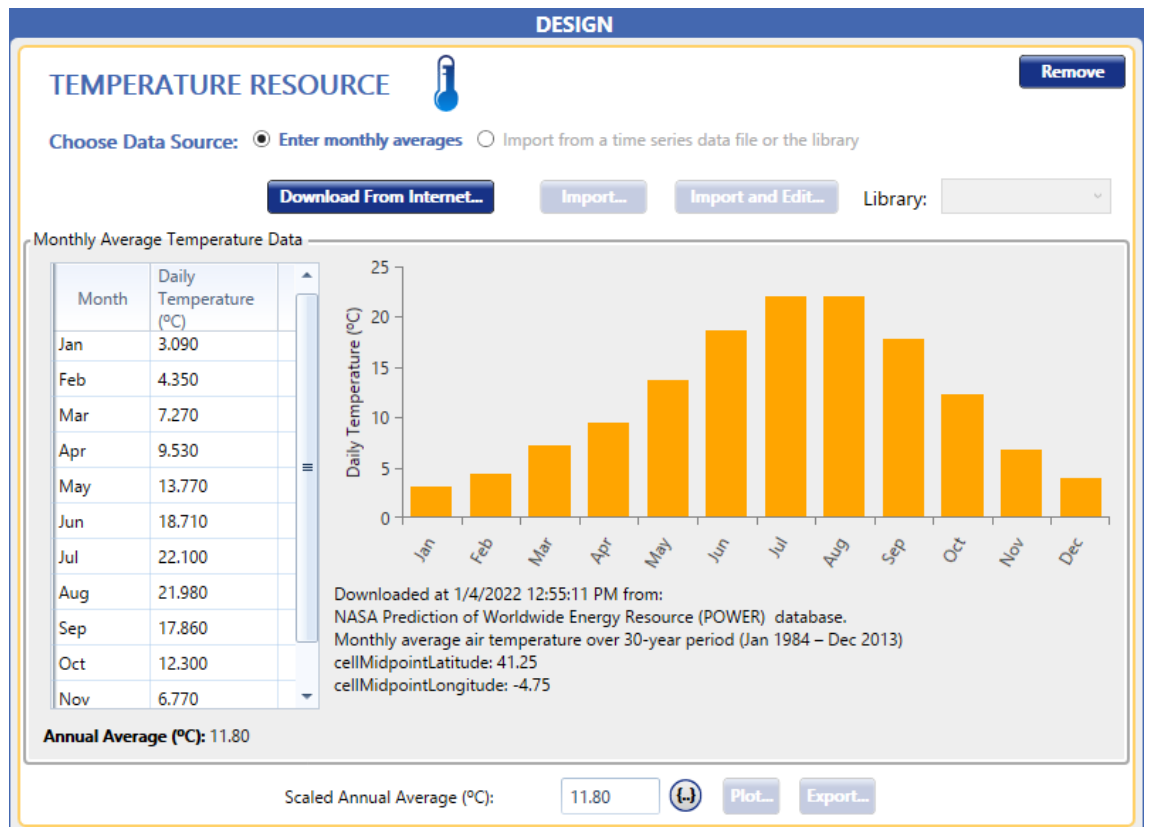 DESIGN
TEMPERATURE RESOURCE
Remove
Choose Data Source: Enter monthly averages Import from a time series data file or the library
Download From Internet... Import... Import and Edit... Library:
Monthly Average Temperature Data
Month Daily Temperature (ºC)
Jan 3.090
Feb 4.350
Mar 7.270
Apr 9.530
May 13.770
Jun 18.710
Jul 22.100
Aug 21.980
Sep 17.860
Oct 12.300
Nov 6.770
Daily Temperature (ºC)
25
20
15
10
5
0
Jan Feb Mar Apr May Jun Jul Aug Sep Oct Nov Dec
Downloaded at 1/4/2022 12:55:11 PM from:
NASA Prediction of Worldwide Energy Resource (POWER) database.
Monthly average air temperature over 30-year period (Jan 1984 – Dec 2013)
cellMidpointLatitude: 41.25
cellMidpointLongitude: -4.75
Annual Average (ºC): 11.80
Scaled Annual Average (ºC): 11.80 {..} Plot... Export...